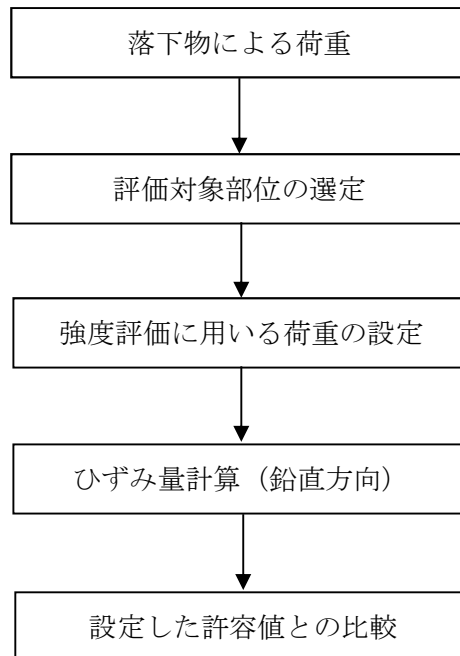 落下物による荷重
評価対象部位の選定
強度評価に用いる荷重の設定
ひずみ量計算（鉛直方向）
設定した許容値との比較